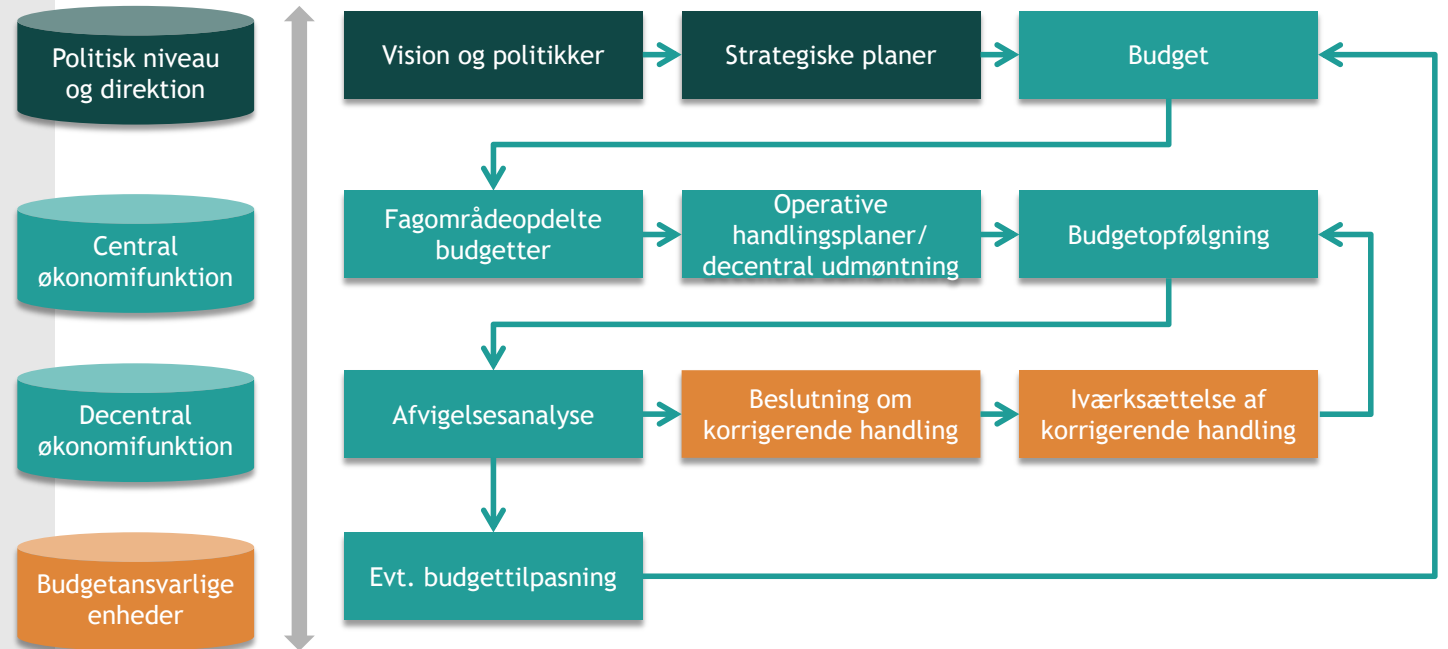 Politisk niveau
og direktion
Vision og politikker
Strategiske planer
Budget
Central
økonomifunktion
Fagområdeopdelte
budgetter
Operative
handlingsplaner/
decentral udmøntning
Budgetopfølgning
Decentral
økonomifunktion
Afvigelsesanalyse
Beslutning om
korrigerende handling
Iværksættelse af
korrigerende handling
Budgetansvarlige
enheder
Evt. budgettilpasning